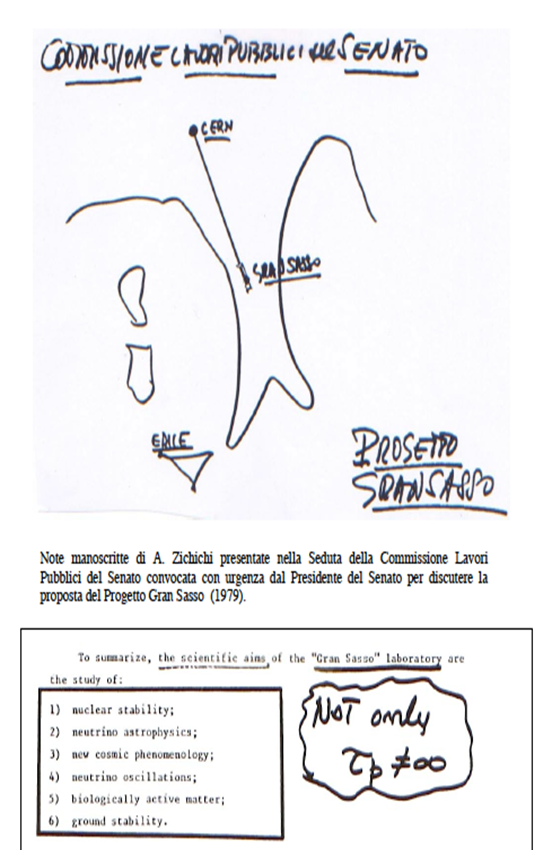 COMMISSIONE LAVORI PUBBLICI DEL SENATO
CERN
GRAN SASSO
ERICE
PROGETTO
GRAN SASSO
Note manoscritte di A. Zichichi presentate nella Seduta della Commissione Lavori
Pubblici del Senato convocata con urgenza dal Presidente del Senato per discutere la
proposta del Progetto Gran Sasso (1979).
To summarize, the scientific aims of the "Gran Sasso" laboratory are
the study of:
1) nuclear stability;
2) neutrino astrophysics;
3) new cosmic phenomenology;
4) neutrino oscillations;
5) biologically active matter;
6) ground stability.
NOT only
τp ≠ ∞